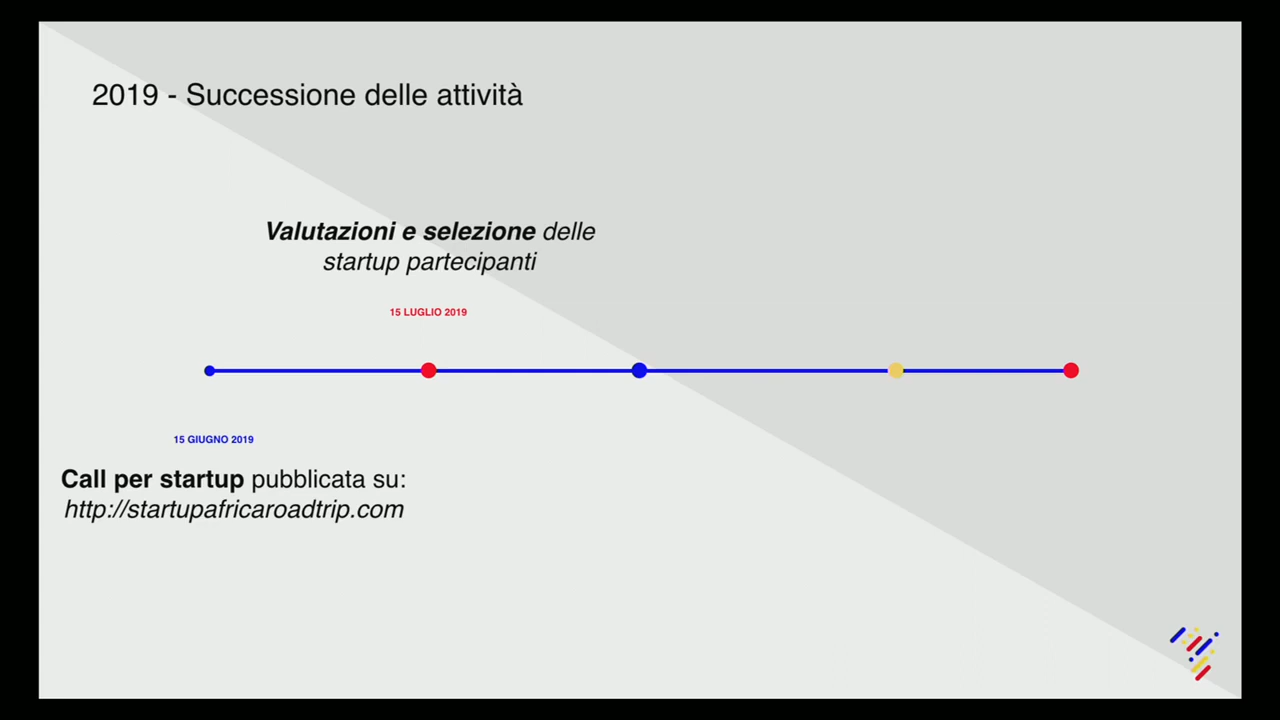 2019 - Successione delle attività
Valutazioni e selezione delle
startup partecipanti
15 LUGLIO 2019
15 GIUGNO 2019
Call per startup pubblicata su:
http://startupafricaroadtrip.com